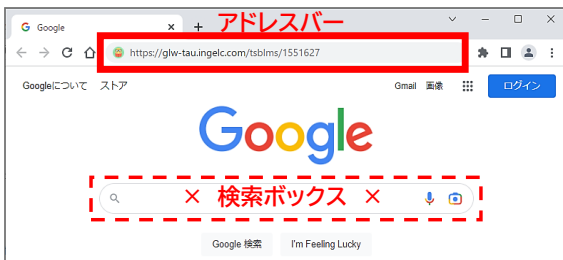 Google
アドレスバー
https://glw-tau.ingelc.com/tsblms/1551627
Googleについて ストア Gmail 画像 ログイン
Google
× 検索ボックス ×
Google 検索 I'm Feeling Lucky